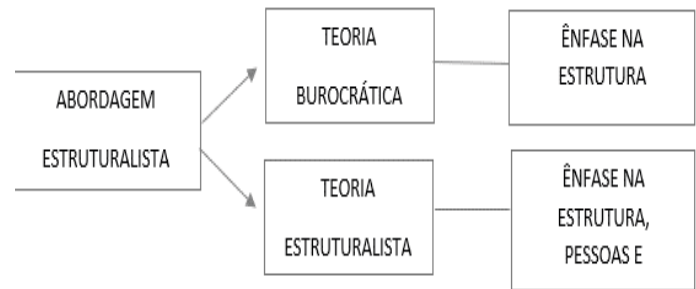 ABORDAGEM
ESTRUTURALISTA
TEORIA
BUROCRÁTICA
ÊNFASE NA
ESTRUTURA
TEORIA
ESTRUTURALISTA
ÊNFASE NA
ESTRUTURA,
PESSOAS E